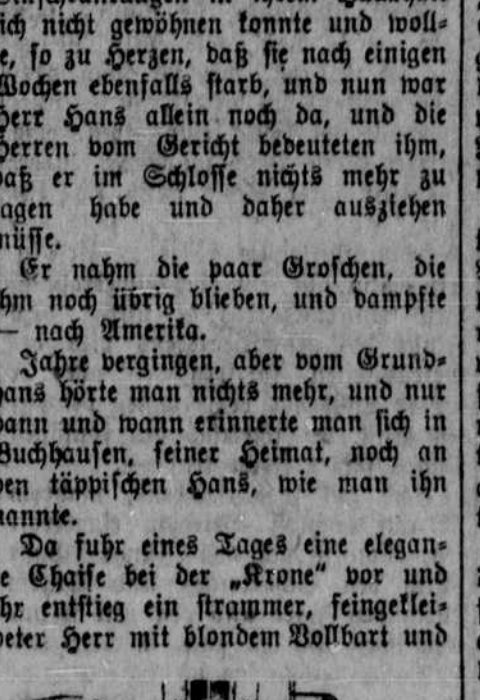 ich nicht gewöhnen konnte und woll-
e, so zu Herzen, daß sie nach einigen
Wochen ebenfalls starb, und nun war
Herr Hans allein noch da, und die
Herren vom Gericht bedeuteten ihm,
daß er im Schlosse nichts mehr zu
agen habe und daher ausziehen
müsse.
Er nahm die paar Groschen, die
ihm noch übrig blieben, und dampfte
— nach Amerika.
Jahre vergingen, aber vom Grund-
hans hörte man nichts mehr, und nur
dann und wann erinnerte man sich in
Buchhausen, seiner Heimat, noch an
den täppischen Hans, wie man ihn
nannte.
Da fuhr eines Tages eine elegan-
e Chaise bei der „Krone" vor und
ihr entstieg ein strammer, feingeklei-
deter Herr mit blondem Vollbart und